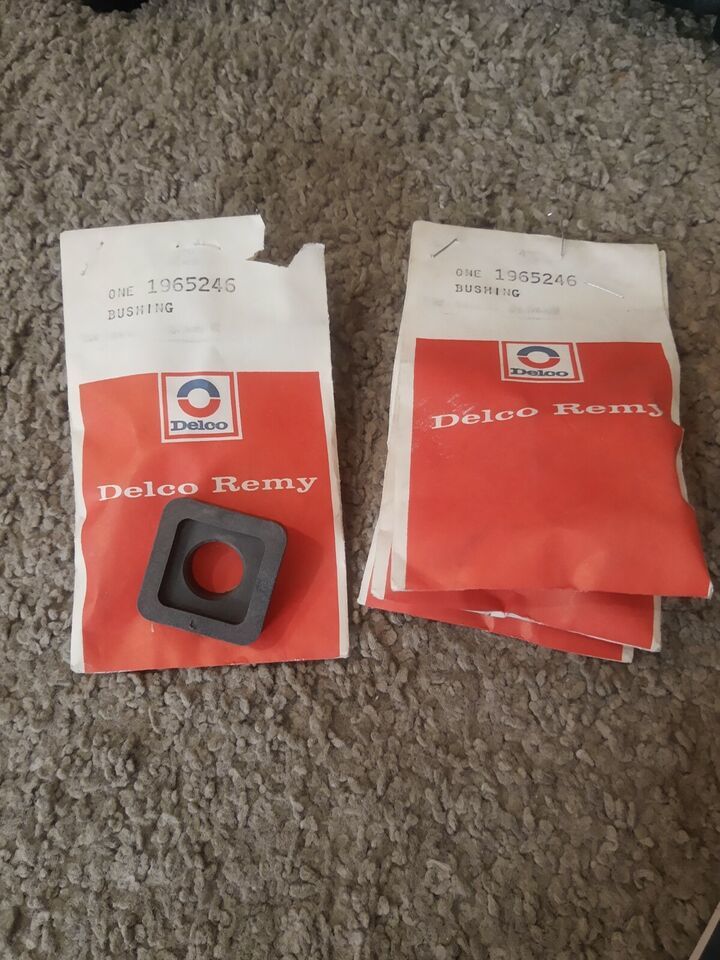 ONE 1965246
BUSHING
Delco
Delco Remy
ONE 1965246
BUSHING
Delco
Delco Remy